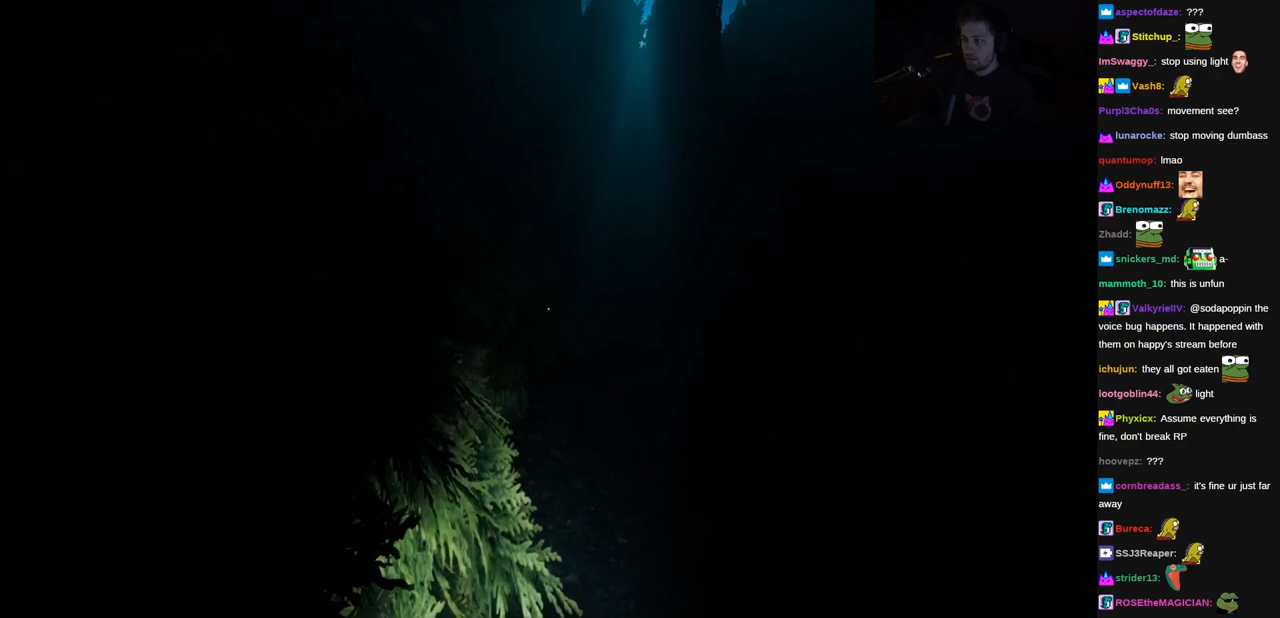 aspectofdaze: ???
Stitchup_:
ImSwaggy_: stop using light
Vash8:
Purpl3Cha0s: movement see?
lunarocke: stop moving dumbass
quantumop: lmao
Oddynuff13:
Brenomazz:
Zhadd:
snickers_md: a-
mammoth_10: this is unfun
ValkyrieIIV: @sodapoppin the
voice bug happens. It happened with
them on happy's stream before
ichujun: they all got eaten
lootgoblin44: light
Phyxicx: Assume everything is
fine, don't break RP
hoovepz: ???
cornbreadass_: it's fine ur just far
away
Bureca:
SSJ3Reaper:
strider13:
ROSEtheMAGICIAN: